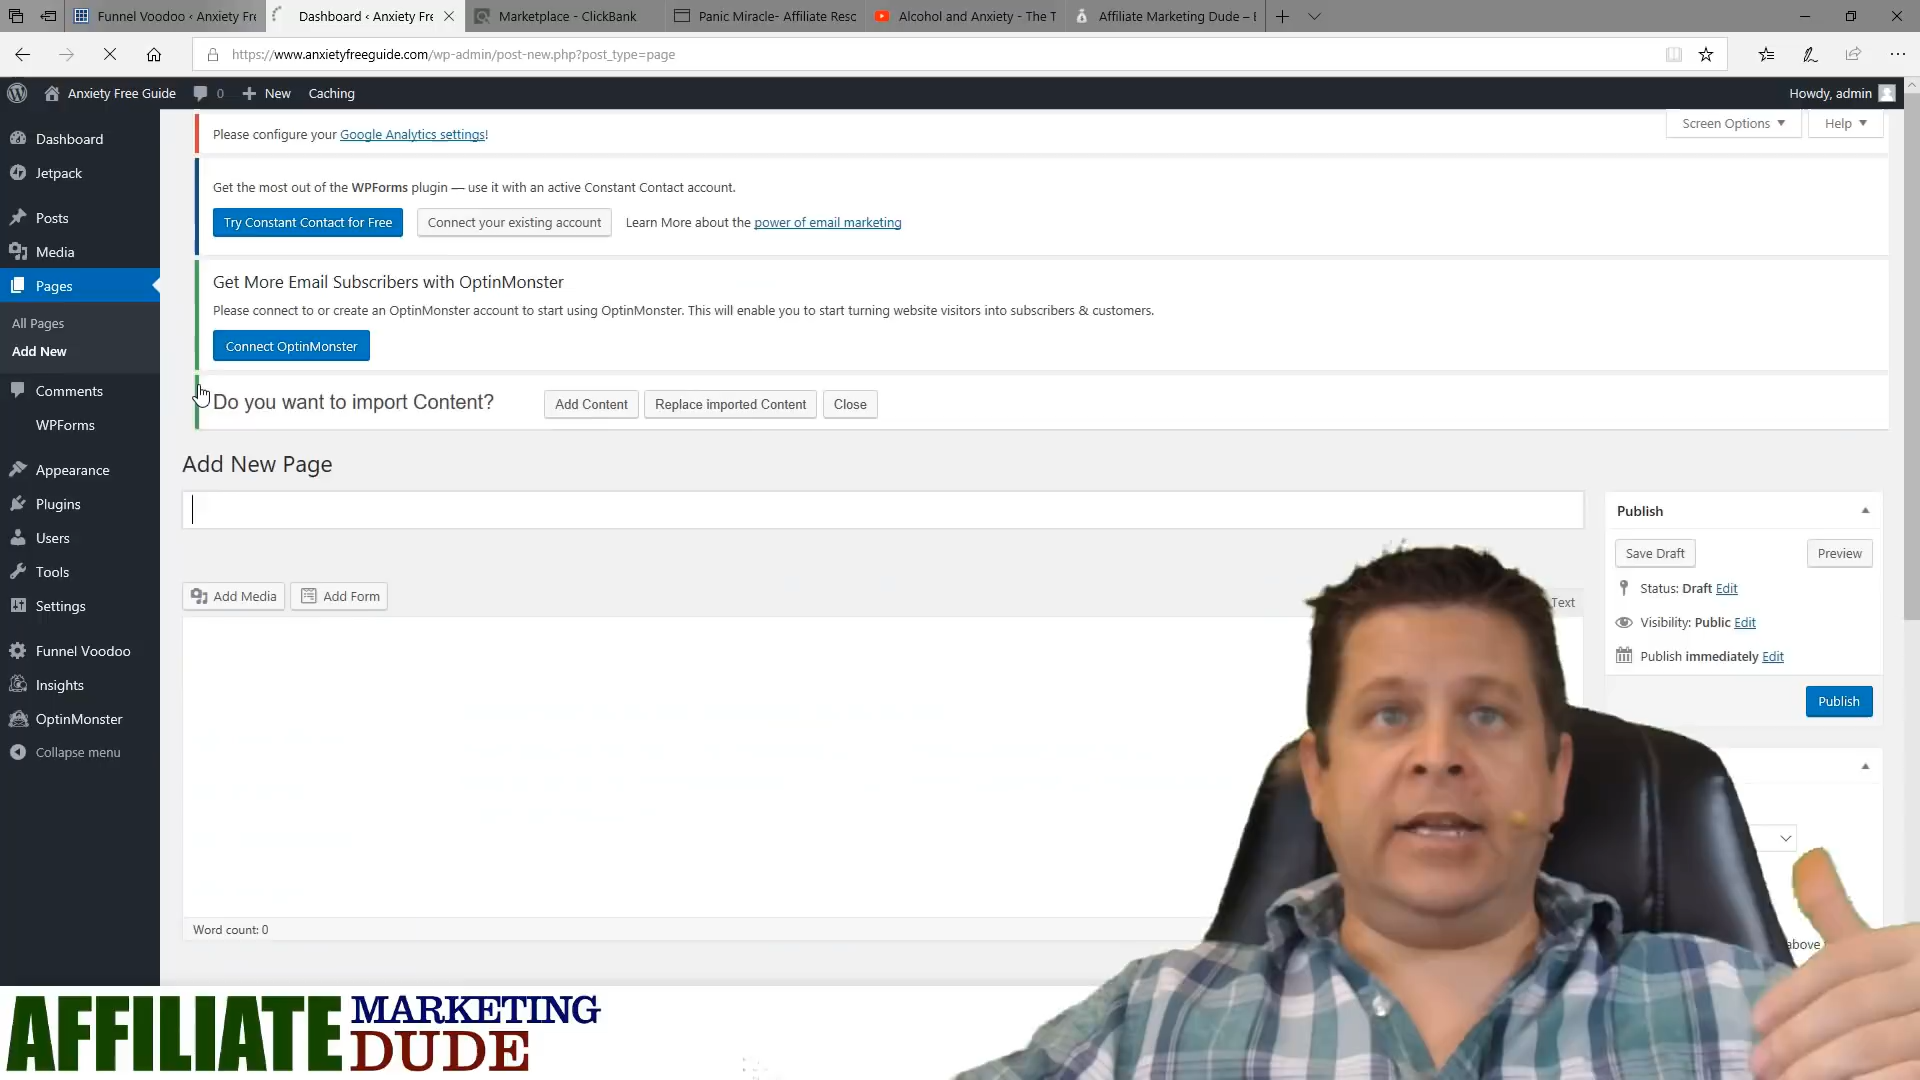 Funnel Voodoo ‹ Anxiety Fre
Dashboard ‹ Anxiety Fre
Marketplace - ClickBank
Panic Miracle- Affiliate Resc
Alcohol and Anxiety - The T
Affiliate Marketing Dude –
https://www.anxietyfreeguide.com/wp-admin/post-new.php?post_type=page
Anxiety Free Guide
0
New
Caching
Howdy, admin
Dashboard
Jetpack
Posts
Media
Pages
All Pages
Add New
Comments
WPForms
Appearance
Plugins
Users
Tools
Settings
Funnel Voodoo
Insights
OptinMonster
Collapse menu
Screen Options
Help
Please configure your Google Analytics settings!
Get the most out of the WPForms plugin — use it with an active Constant Contact account.
Try Constant Contact for Free
Connect your existing account
Learn More about the power of email marketing
Get More Email Subscribers with OptinMonster
Please connect to or create an OptinMonster account to start using OptinMonster. This will enable you to start turning website visitors into subscribers & customers.
Connect OptinMonster
Do you want to import Content?
Add Content
Replace imported Content
Close
Add New Page
Add Media
Add Form
Text
Word count: 0
Publish
Save Draft
Preview
Status: Draft Edit
Visibility: Public Edit
Publish immediately Edit
Publish
above
AFFILIATE MARKETING
DUDE